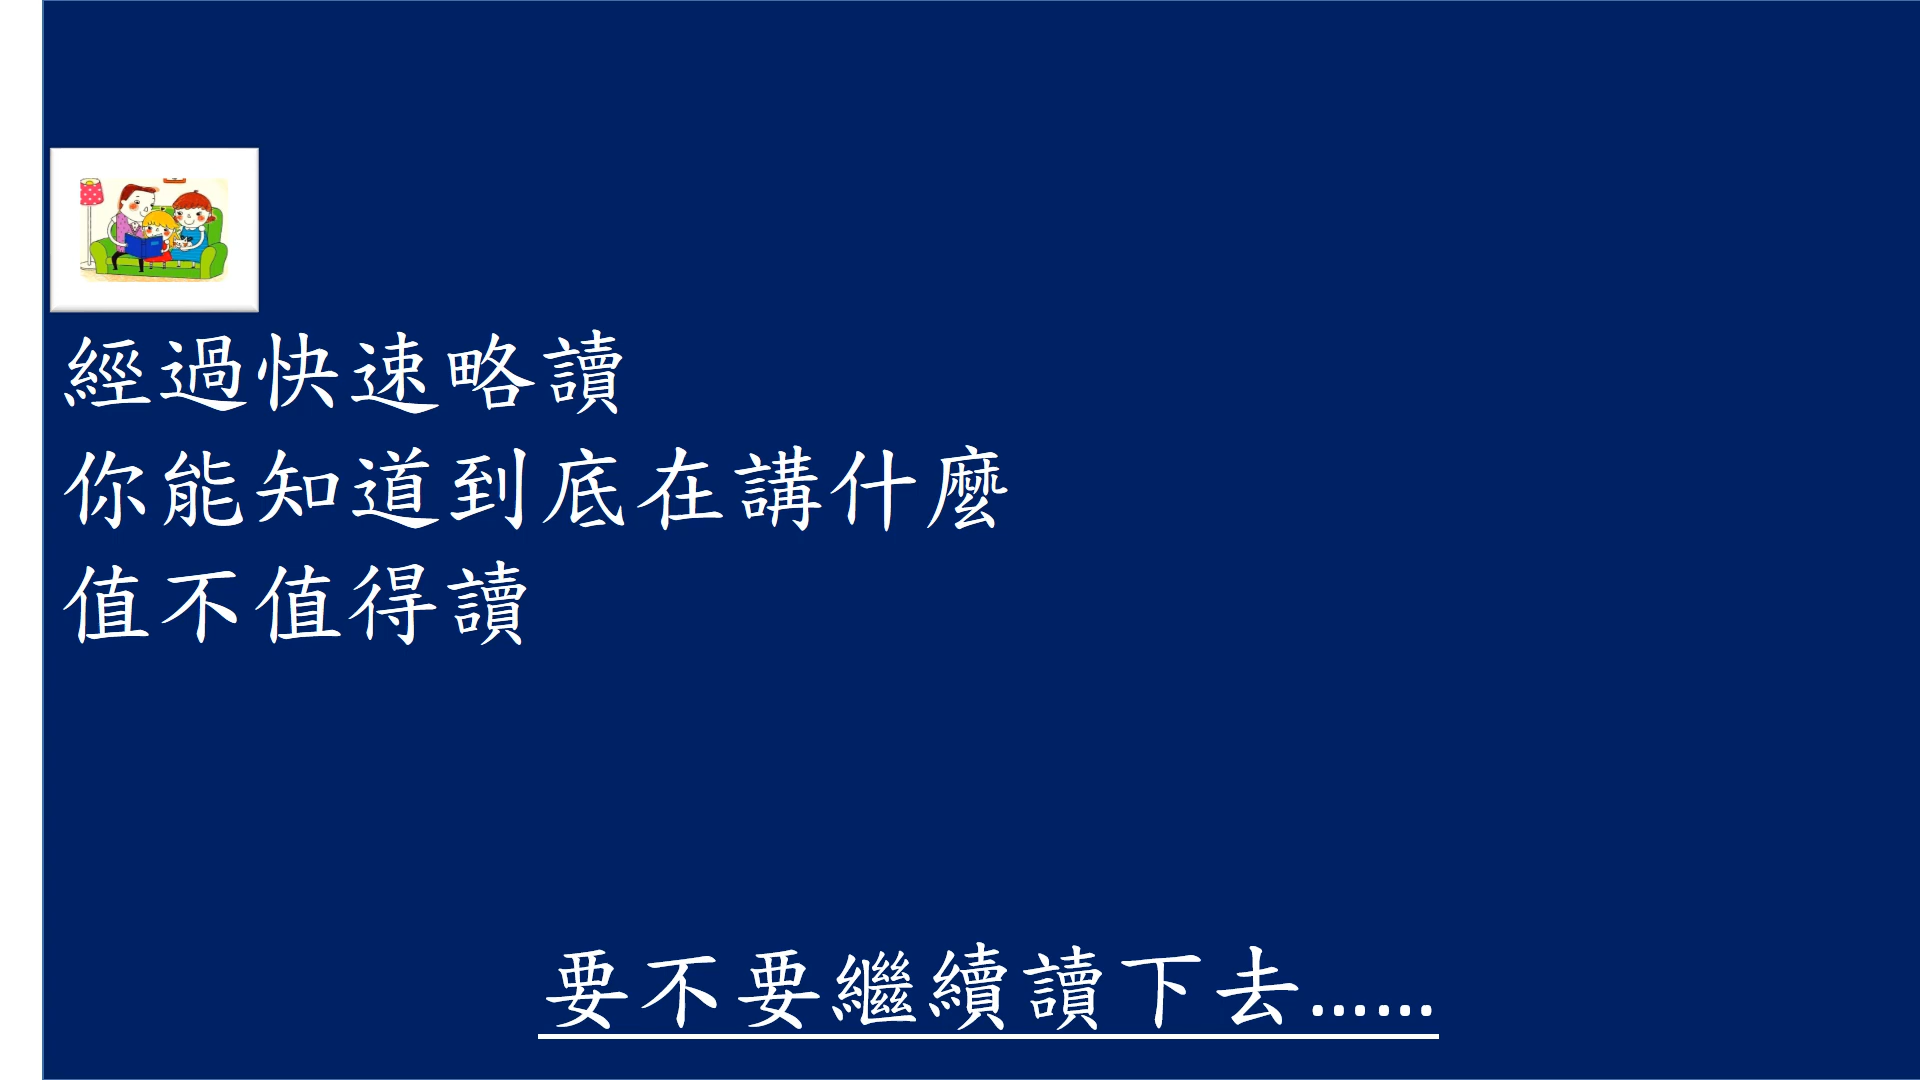 經過快速略讀
你能知道到底在講什麼
值不值得讀
要不要繼續讀下去……